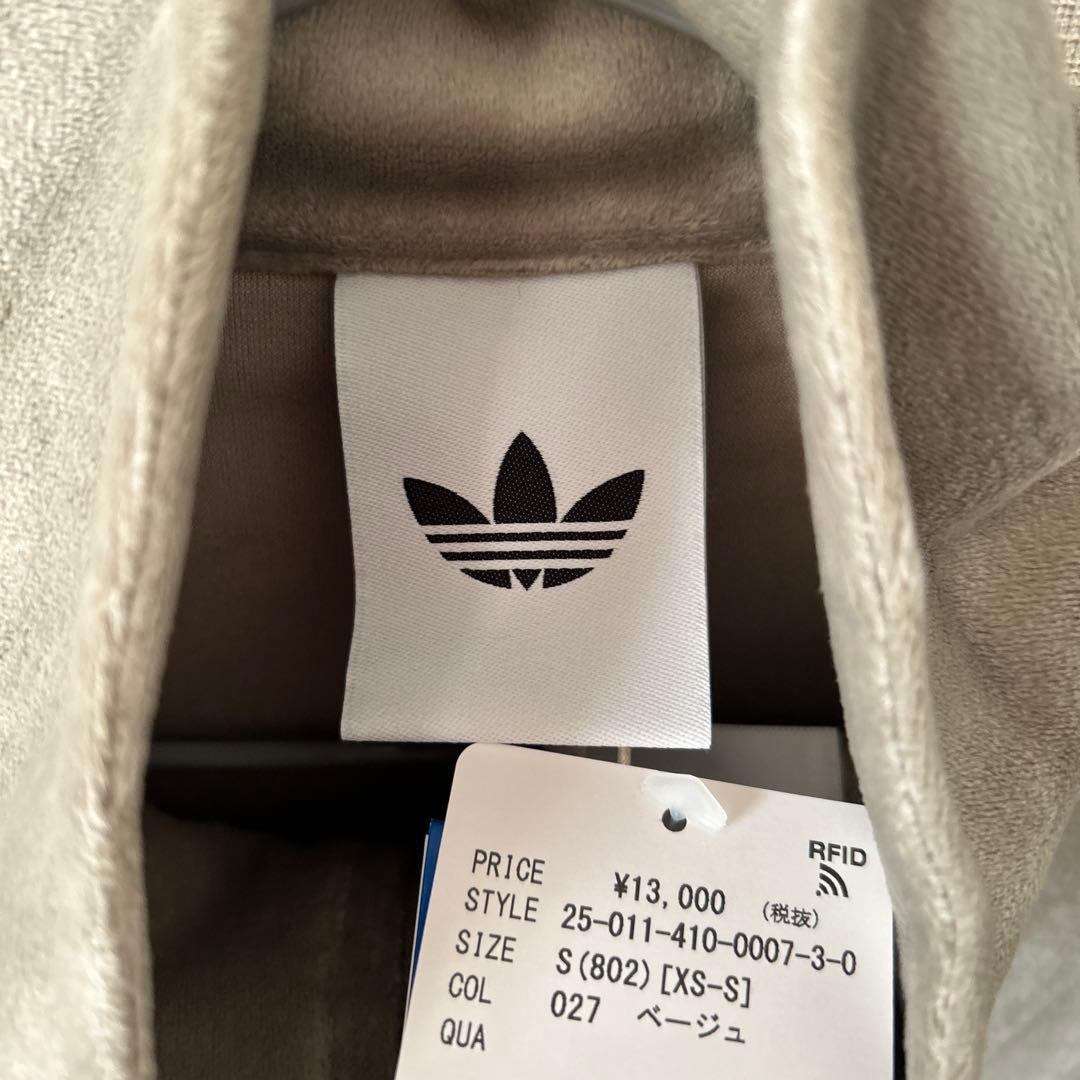 RFID
PRICE ¥13,000 (税抜)
STYLE 25-011-410-0007-3-0
SIZE S(802)[XS-S]
COL 027 ベージュ
QUA